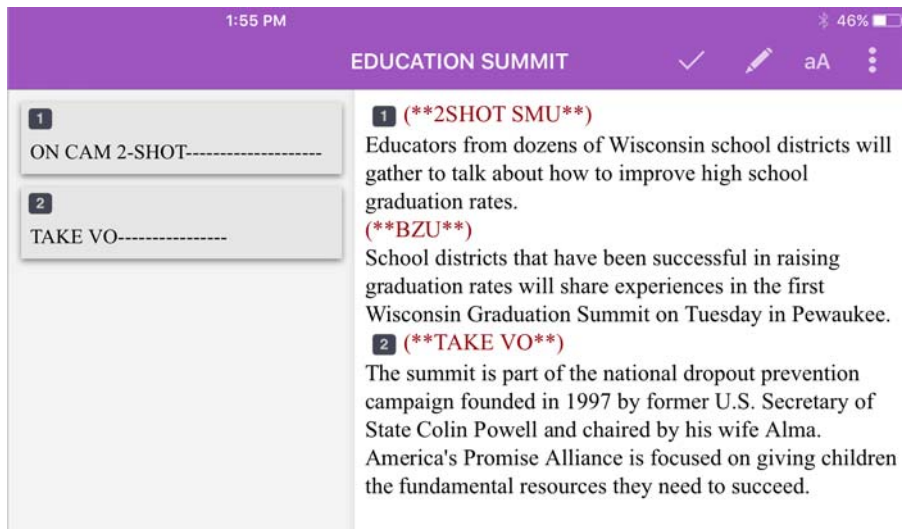 1:55 PM
46%
EDUCATION SUMMIT
aA
1
ON CAM 2-SHOT--------------------
2
TAKE VO----------------
1 (**2SHOT SMU**)
Educators from dozens of Wisconsin school districts will
gather to talk about how to improve high school
graduation rates.
(**BZU**)
School districts that have been successful in raising
graduation rates will share experiences in the first
Wisconsin Graduation Summit on Tuesday in Pewaukee.
2 (**TAKE VO**)
The summit is part of the national dropout prevention
campaign founded in 1997 by former U.S. Secretary of
State Colin Powell and chaired by his wife Alma.
America's Promise Alliance is focused on giving children
the fundamental resources they need to succeed.